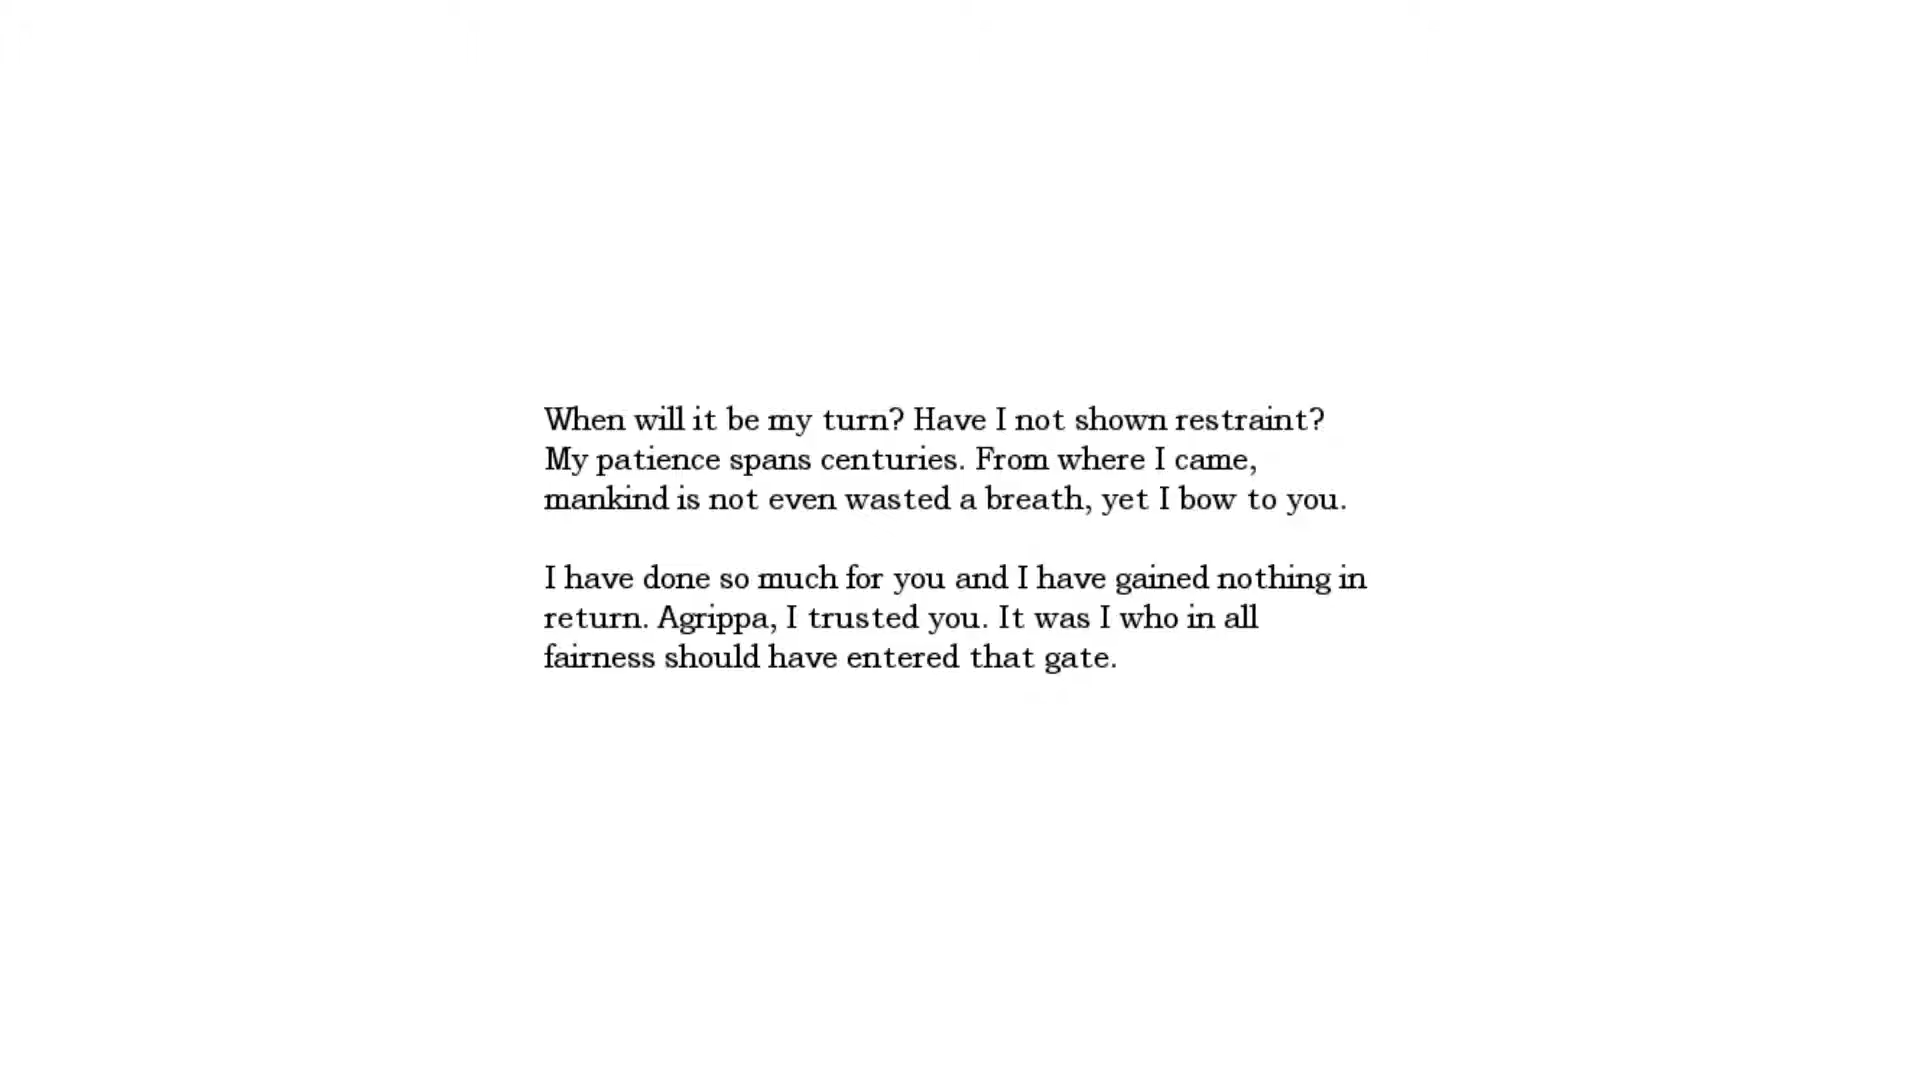 When will it be my turn? Have I not shown restraint?
My patience spans centuries. From where I came,
mankind is not even wasted a breath, yet I bow to you.
I have done so much for you and I have gained nothing in
return. Agrippa, I trusted you. It was I who in all
fairness should have entered that gate.